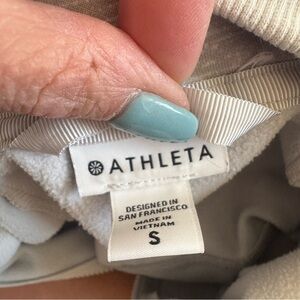 ATHLETA
DESIGNED IN
SAN FRANCISCO
MADE IN
VIETNAM
S